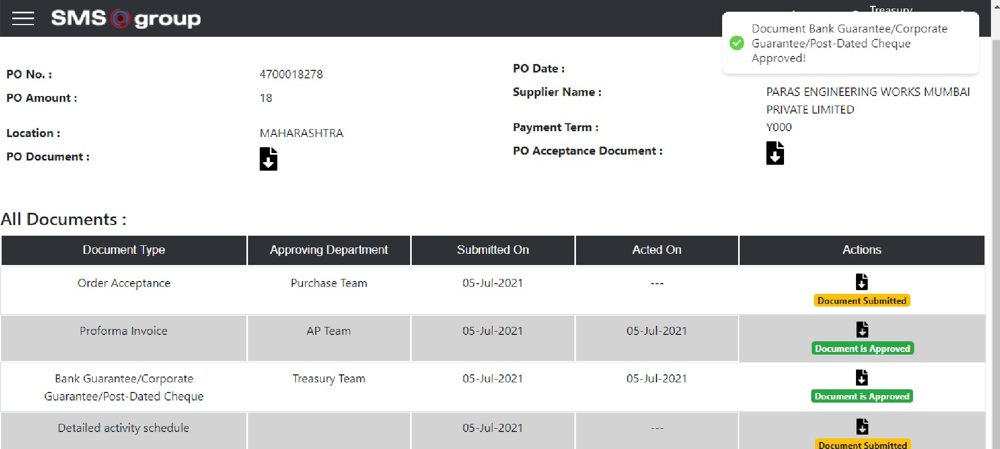 SMS group
Treasury
Document Bank Guarantee/Corporate
Guarantee/Post-Dated Cheque
Approved!
PO No. : 4700018278
PO Date :
PO Amount : 18
Supplier Name : PARAS ENGINEERING WORKS MUMBAI
PRIVATE LIMITED
Location : MAHARASHTRA
Payment Term : Y000
PO Document :
PO Acceptance Document :
All Documents :
Document Type Approving Department Submitted On Acted On Actions
Order Acceptance Purchase Team 05-Jul-2021 ---
Document Submitted
Proforma Invoice AP Team 05-Jul-2021 05-Jul-2021
Document is Approved
Bank Guarantee/Corporate Treasury Team 05-Jul-2021 05-Jul-2021
Guarantee/Post-Dated Cheque Document is Approved
Detailed activity schedule 05-Jul-2021 ---
Document Submitted